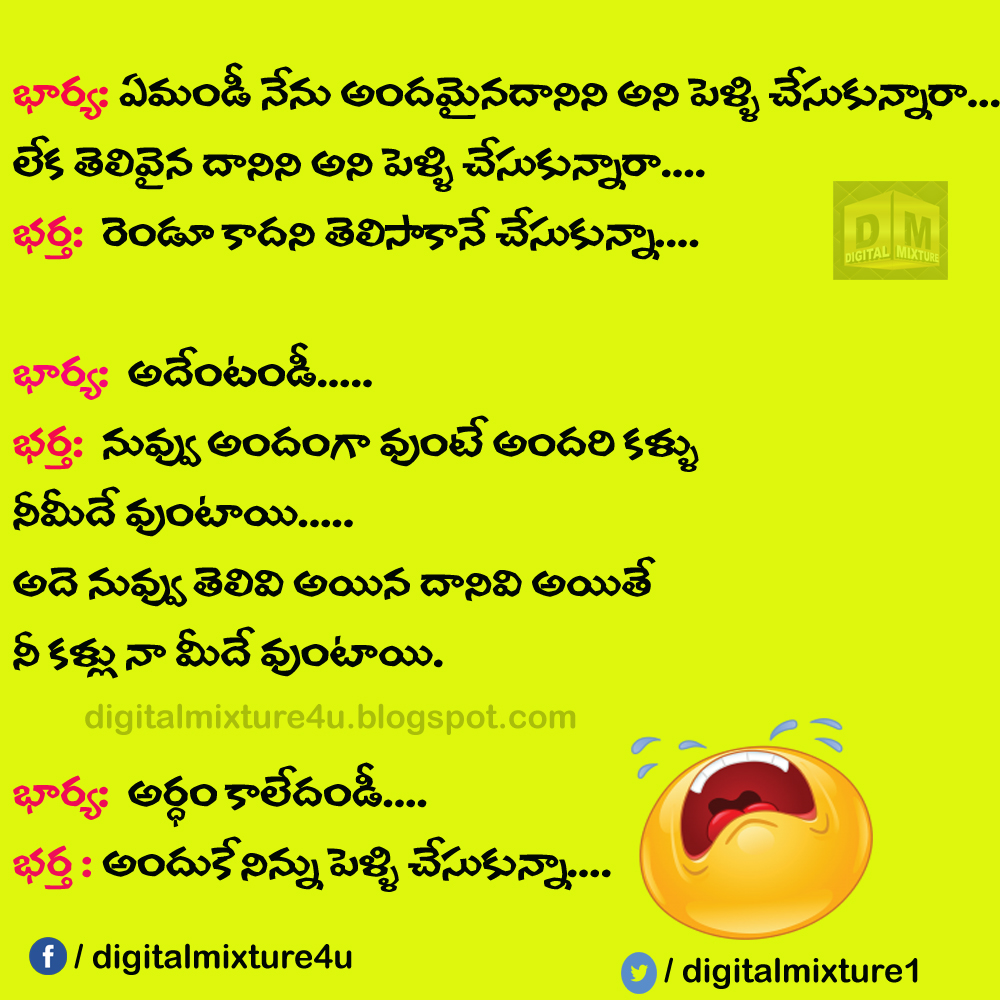 భార్య: ఏమండీ నేను అందమైనదానిని అని పెళ్ళి చేసుకున్నారా...
లేక తెలివైన దానిని అని పెళ్ళి చేసుకున్నారా....
భర్త: రెండూ కాదని తెలిసాకానే చేసుకున్నా....
DM
DIGITAL MIXTURE
భార్య: అదేంటండీ.....
భర్త: నువ్వు అందంగా వుంటే అందరి కళ్ళు
నీమీదే వుంటాయి.....
అదె నువ్వు తెలివి అయిన దానివి అయితే
నీ కళ్లు నా మీదే వుంటాయి.
digitalmixture4u.blogspot.com
భార్య: అర్ధం కాలేదండీ....
భర్త : అందుకే నిన్ను పెళ్ళి చేసుకున్నా....
/ digitalmixture4u
/ digitalmixture1